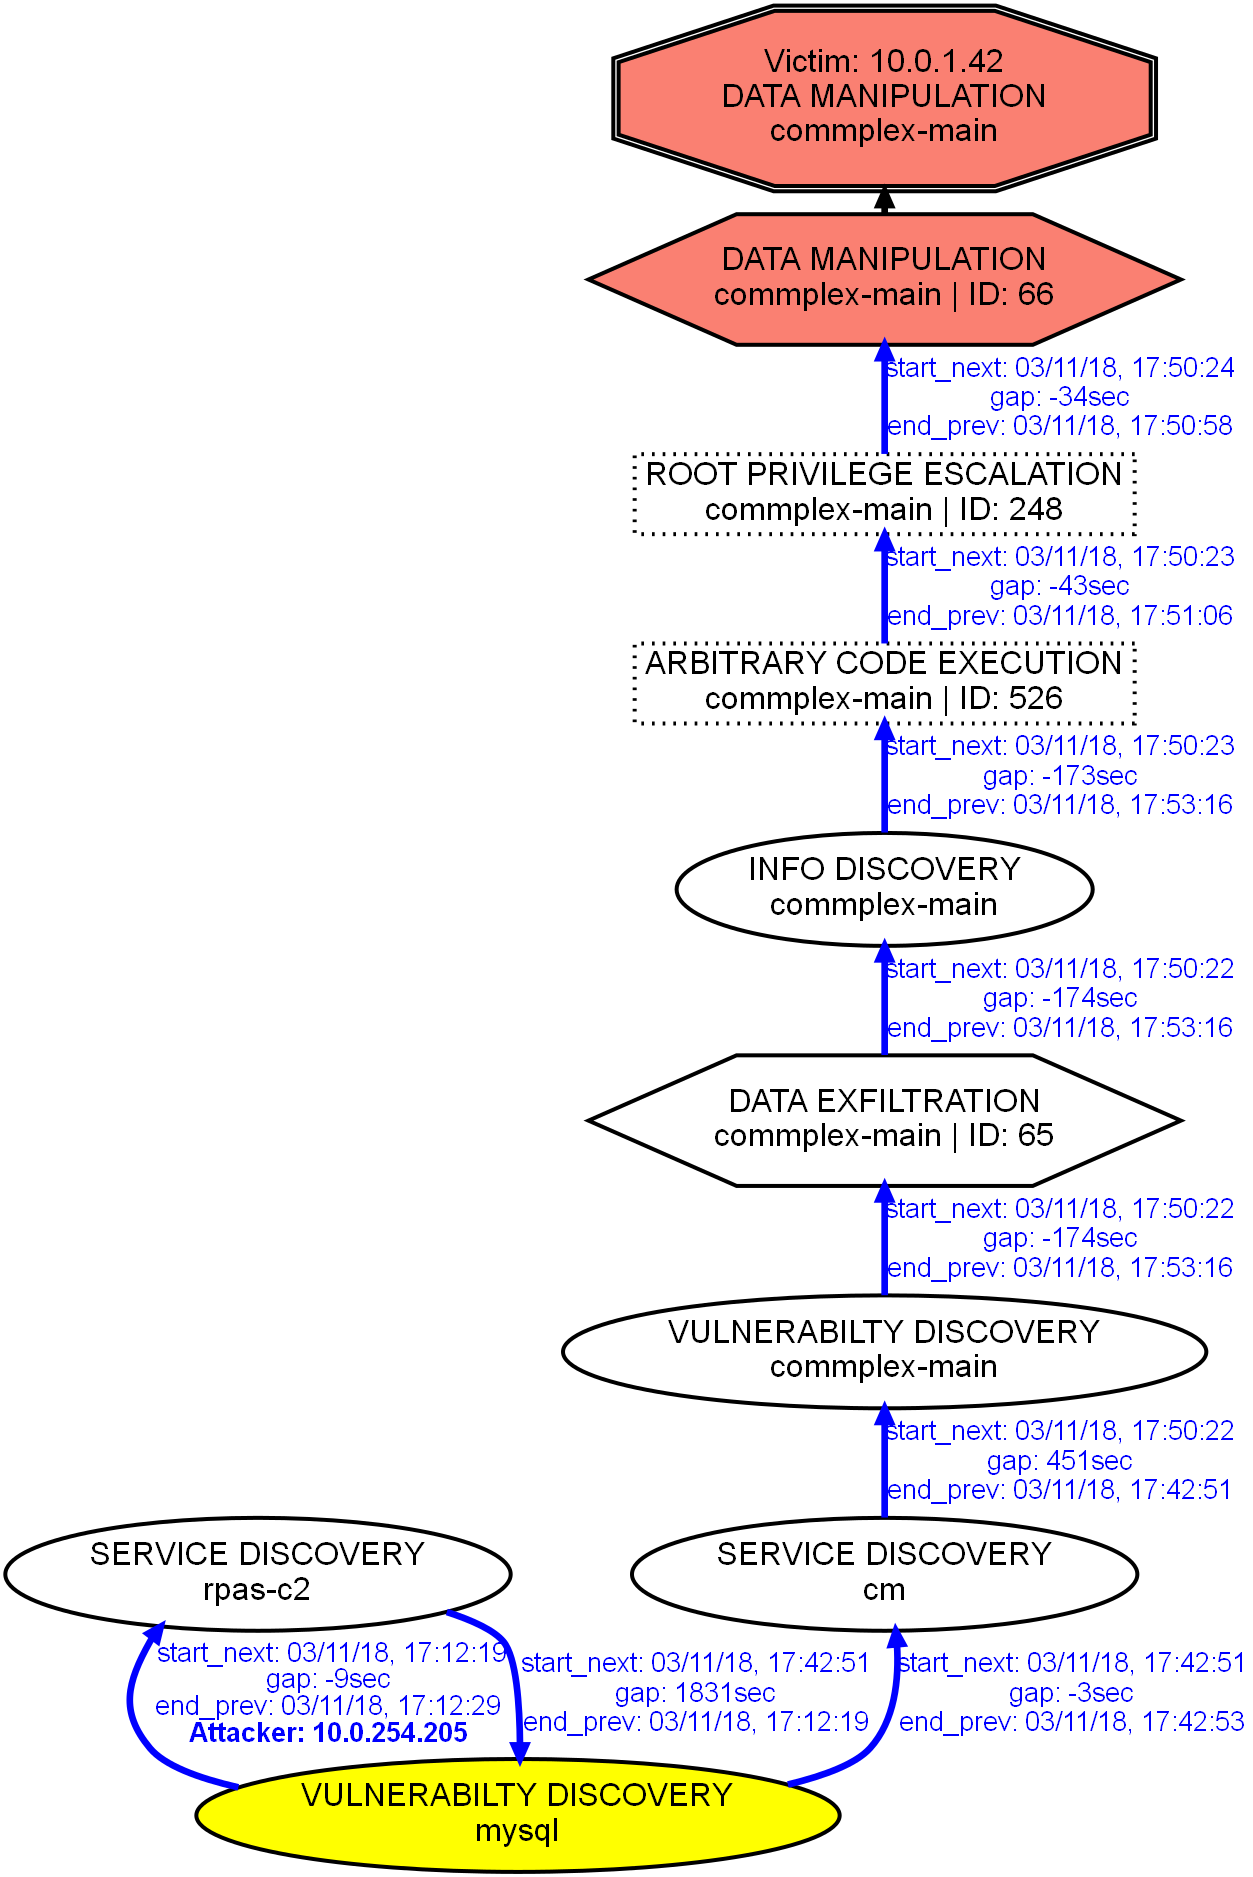 Victim: 10.0.1.42
DATA MANIPULATION
commplex-main
DATA MANIPULATION
commplex-main | ID: 66
start_next: 03/11/18, 17:50:24
gap: -34sec
end_prev: 03/11/18, 17:50:58
ROOT PRIVILEGE ESCALATION
commplex-main | ID: 248
start_next: 03/11/18, 17:50:23
gap: -43sec
end_prev: 03/11/18, 17:51:06
ARBITRARY CODE EXECUTION
commplex-main | ID: 526
start_next: 03/11/18, 17:50:23
gap: -173sec
end_prev: 03/11/18, 17:53:16
INFO DISCOVERY
commplex-main
start_next: 03/11/18, 17:50:22
gap: -174sec
end_prev: 03/11/18, 17:53:16
DATA EXFILTRATION
commplex-main | ID: 65
start_next: 03/11/18, 17:50:22
gap: -174sec
end_prev: 03/11/18, 17:53:16
VULNERABILTY DISCOVERY
commplex-main
start_next: 03/11/18, 17:50:22
gap: 451sec
end_prev: 03/11/18, 17:42:51
SERVICE DISCOVERY
rpas-c2
SERVICE DISCOVERY
cm
start_next: 03/11/18, 17:12:19
gap: -9sec
end_prev: 03/11/18, 17:12:29
Attacker: 10.0.254.205
start_next: 03/11/18, 17:42:51
gap: 1831sec
end_prev: 03/11/18, 17:12:19
start_next: 03/11/18, 17:42:51
gap: -3sec
end_prev: 03/11/18, 17:42:53
VULNERABILTY DISCOVERY
mysql